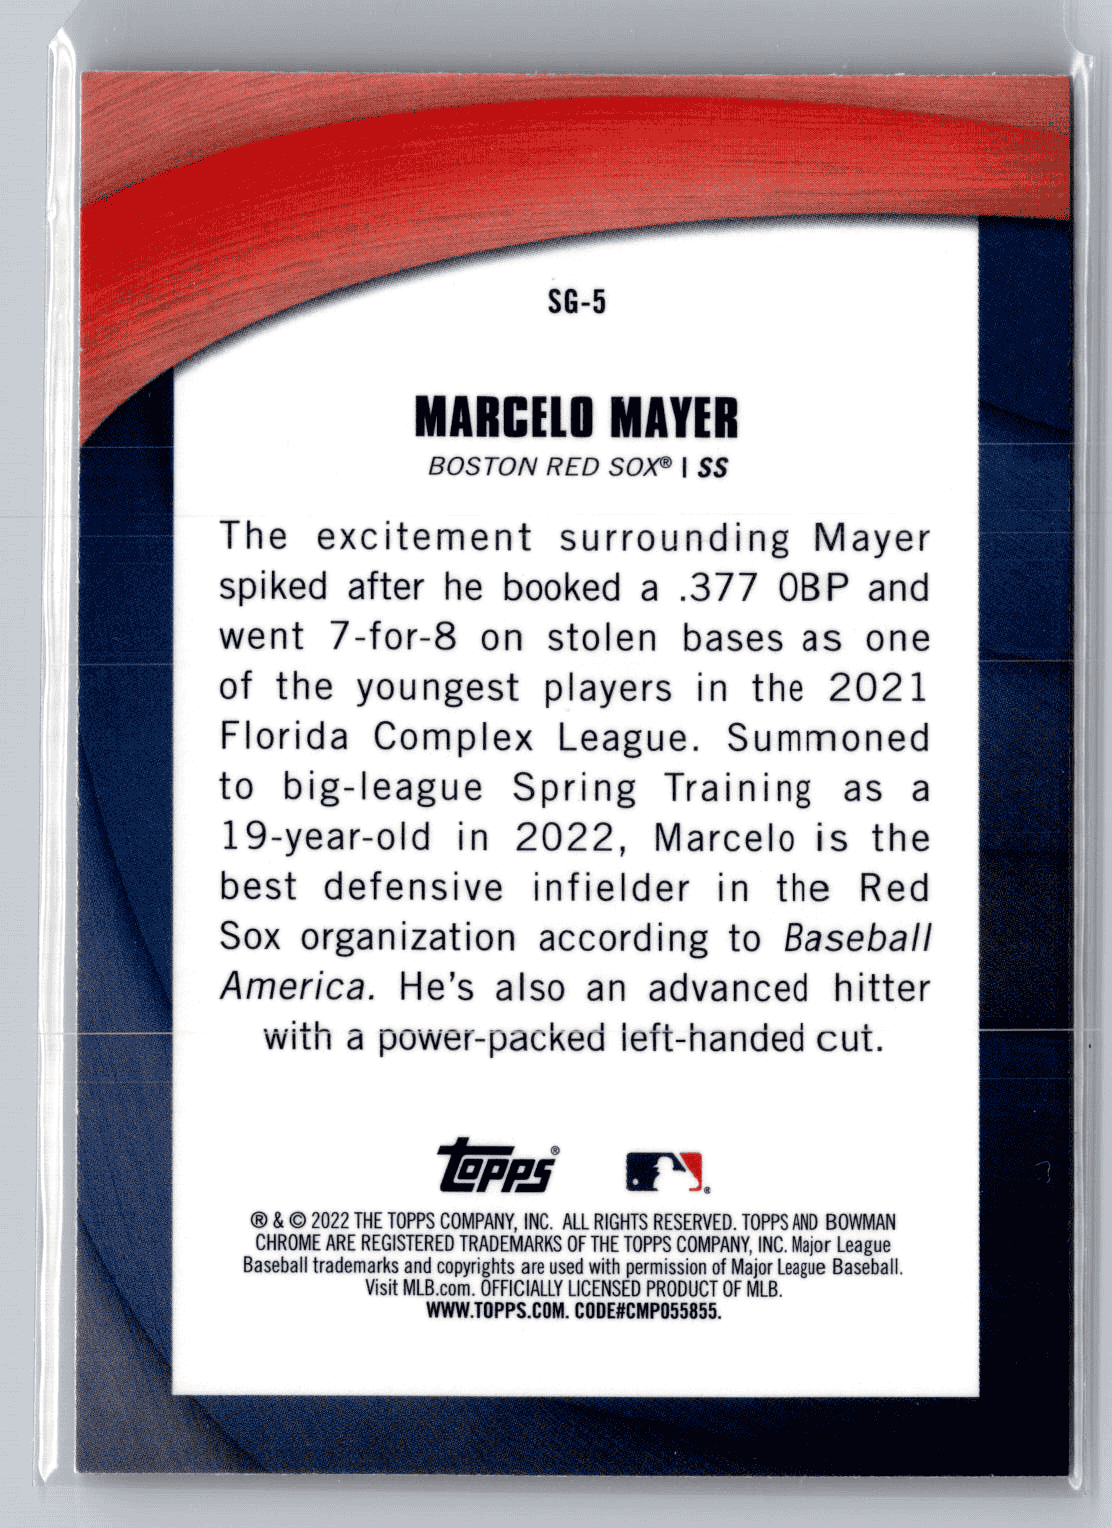 SG-5
MARCELO MAYER
BOSTON RED SOX® | SS
The excitement surrounding Mayer
spiked after he booked a .377 OBP and
went 7-for-8 on stolen bases as one
of the youngest players in the 2021
Florida Complex League. Summoned
to big-league Spring Training as a
19-year-old in 2022, Marcelo is the
best defensive infielder in the Red
Sox organization according to Baseball
America. He's also an advanced hitter
with a power-packed left-handed cut.
topps®
®
® & © 2022 THE TOPPS COMPANY, INC. ALL RIGHTS RESERVED. TOPPS AND BOWMAN
CHROME ARE REGISTERED TRADEMARKS OF THE TOPPS COMPANY, INC. Major League
Baseball trademarks and copyrights are used with permission of Major League Baseball.
Visit MLB.com. OFFICIALLY LICENSED PRODUCT OF MLB.
WWW.TOPPS.COM. CODE#CMP055855.